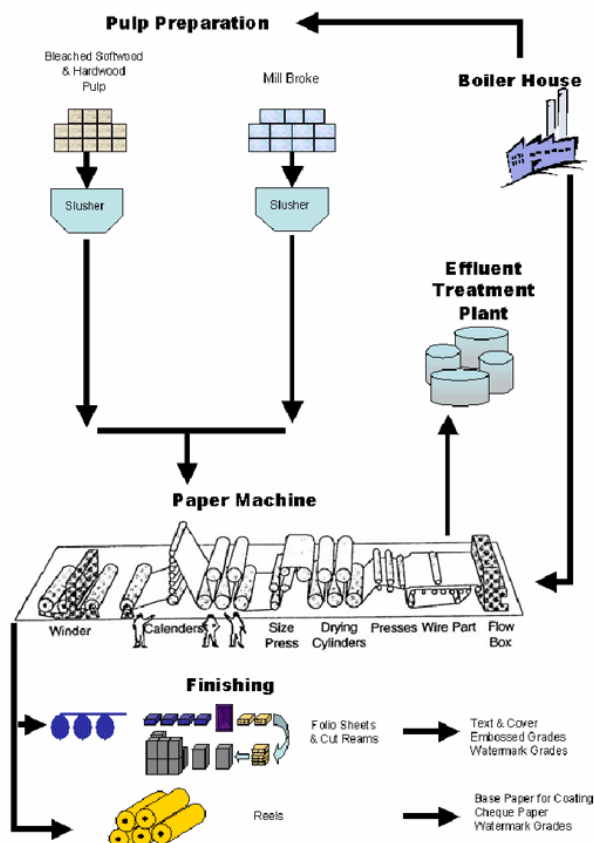 Pulp Preparation
Bleached Softwood
& Hardwood
Pulp
Mill Broke
Boiler House
Slusher
Slusher
Effluent
Treatment
Plant
Paper Machine
Winder
Calenders
Size
Press
Drying
Cylinders
Presses
Wire Part
Flow
Box
Finishing
Folio Sheets
& Cut Reams
Text & Cover
Embossed Grades
Watermark Grades
Reels
Base Paper for Coating
Cheque Paper
Watermark Grades